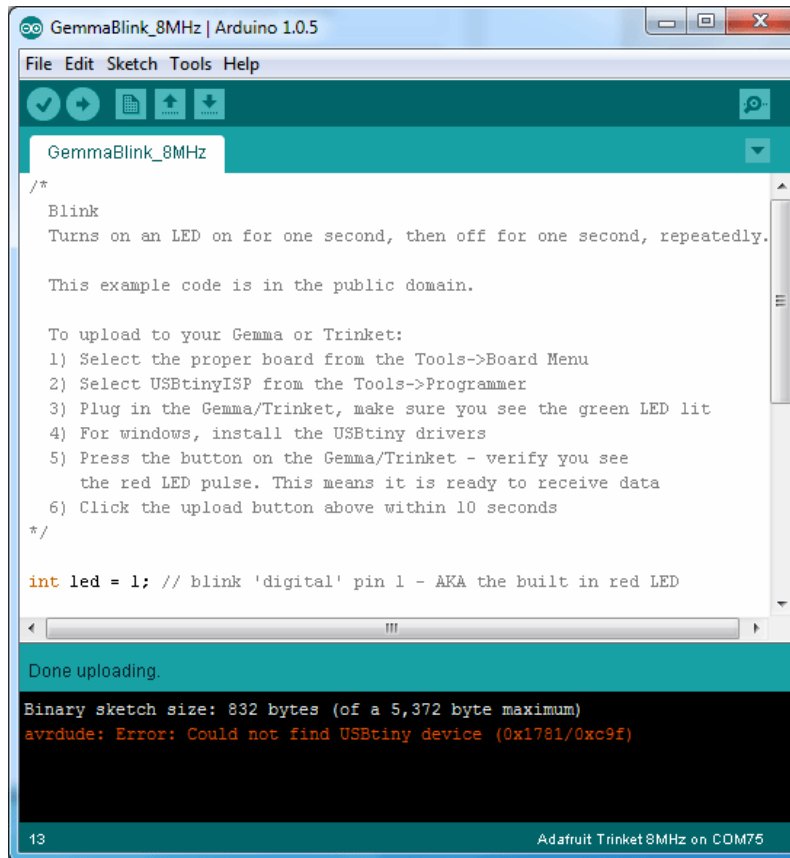 GemmaBlink_8MHz | Arduino 1.0.5
File Edit Sketch Tools Help
GemmaBlink_8MHz
/*
Blink
Turns on an LED on for one second, then off for one second, repeatedly.
This example code is in the public domain.
To upload to your Gemma or Trinket:
1) Select the proper board from the Tools->Board Menu
2) Select USBtinyISP from the Tools->Programmer
3) Plug in the Gemma/Trinket, make sure you see the green LED lit
4) For windows, install the USBtiny drivers
5) Press the button on the Gemma/Trinket - verify you see
the red LED pulse. This means it is ready to receive data
6) Click the upload button above within 10 seconds
*/
int led = 1; // blink 'digital' pin 1 - AKA the built in red LED
Done uploading.
Binary sketch size: 832 bytes (of a 5,372 byte maximum)
avrdude: Error: Could not find USBtiny device (0x1781/0xc9f)
13 Adafruit Trinket 8MHz on COM75